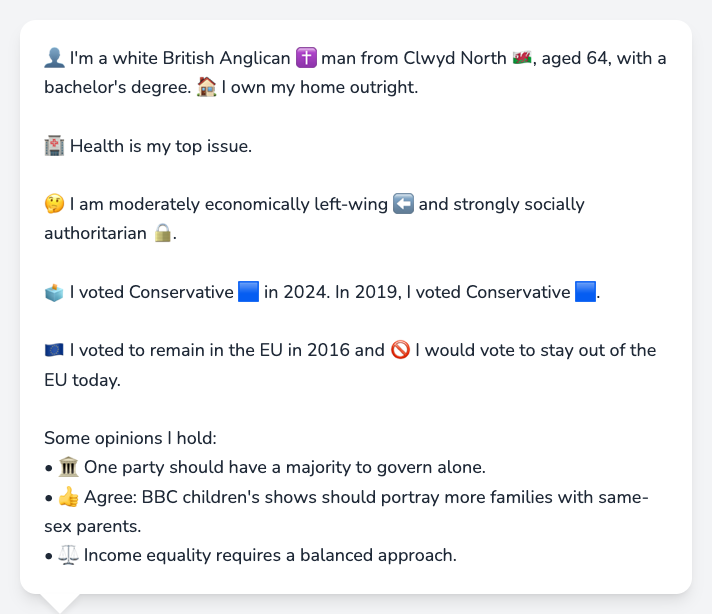 👤 I'm a white British Anglican ✝️ man from Clwyd North 🏴󠁧󠁢󠁷󠁬󠁳󠁿, aged 64, with a
bachelor's degree. 🏠 I own my home outright.
🏥 Health is my top issue.
🤔 I am moderately economically left-wing ⬅️ and strongly socially
authoritarian 🔒.
🗳️ I voted Conservative 🟦 in 2024. In 2019, I voted Conservative 🟦.
🇪🇺 I voted to remain in the EU in 2016 and 🚫 I would vote to stay out of the
EU today.
Some opinions I hold:
• 🏛️ One party should have a majority to govern alone.
• 👍 Agree: BBC children's shows should portray more families with same-
sex parents.
• ⚖️ Income equality requires a balanced approach.